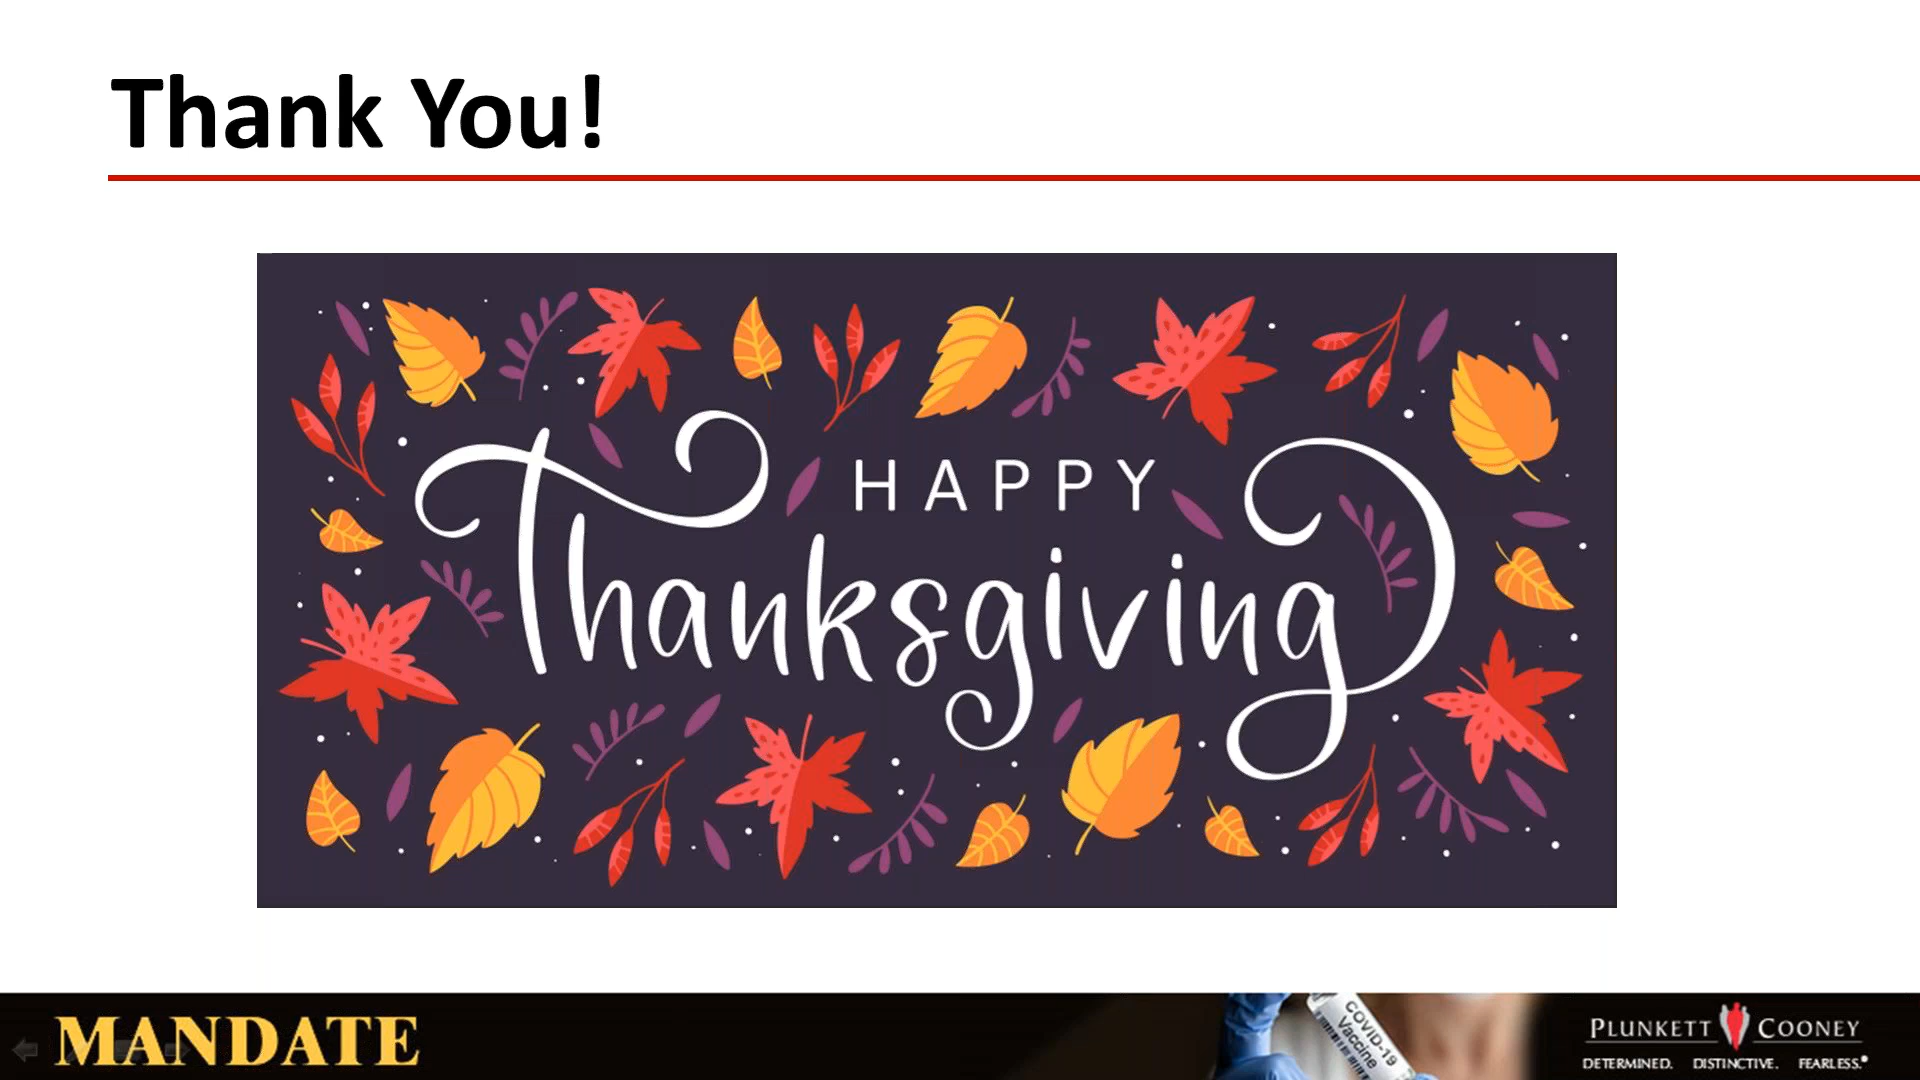 Thank You!
HAPPY
Thanksgiving
MANDATE
COVID-19
Vaccine
PLUNKETT COONEY
DETERMINED. DISTINCTIVE. FEARLESS.®